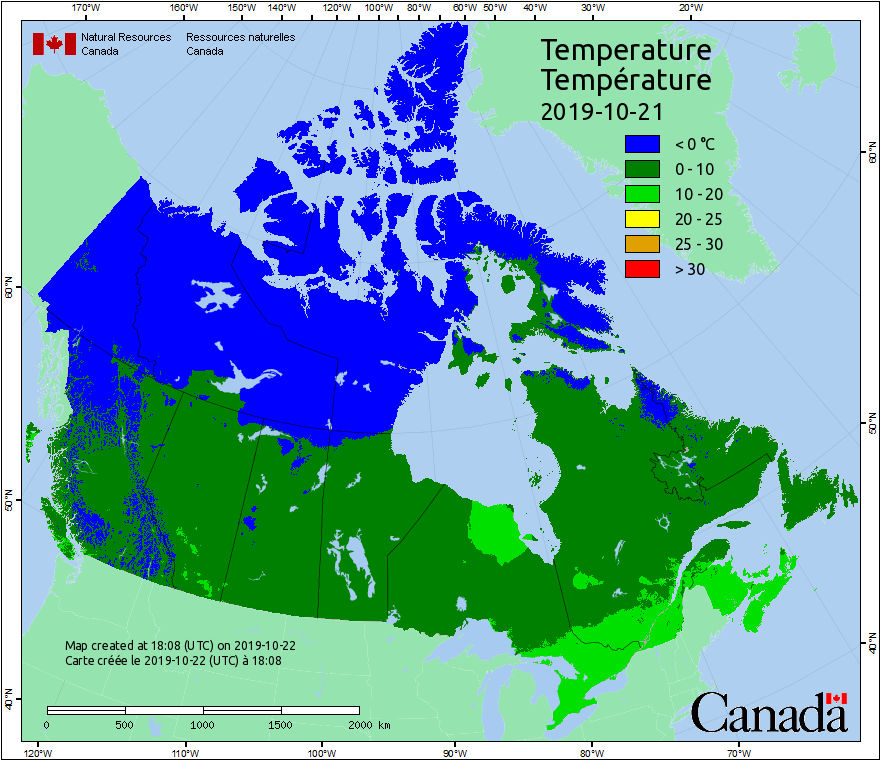 170°W 160°W 150°W 140°W 130°W 120°W 110°W 100°W 90°W 80°W 70°W 60°W 50°W 40°W 30°W 20°W
Natural Resources Ressources naturelles
Canada Canada
Temperature
Température
2019-10-21
< 0 °C
0 - 10
10 - 20
20 - 25
25 - 30
> 30
60°N
50°N
40°N
60°N
50°N
40°N
Map created at 18:08 (UTC) on 2019-10-22
Carte créée le 2019-10-22 (UTC) à 18:08
0 500 1000 1500 2000 km
Canada
120°W 110°W 100°W 90°W 80°W 70°W